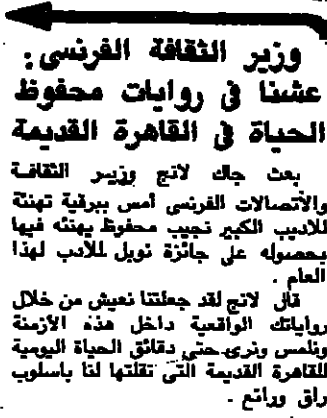 وزير الثقافة الفرنسى :
عشنا فى روايات محفوظ
الحياة فى القاهرة القديمة
بعث جاك لانج وزير الثقافة
والاتصالات الفرنسى أمس ببرقية تهنئة
للاديب الكبير نجيب محفوظ يهنئه فيها
بحصوله على جائزة نوبل للأدب لهذا
العام .
قال لانج لقد جعلتنا نعيش من خلال
رواياتك الواقعية داخل هذه الأزمنة
ونلمس ونرى حتى دقائق الحياة اليومية
للقاهرة القديمة التى نقلتها لنا باسلوب
راق ورائع .